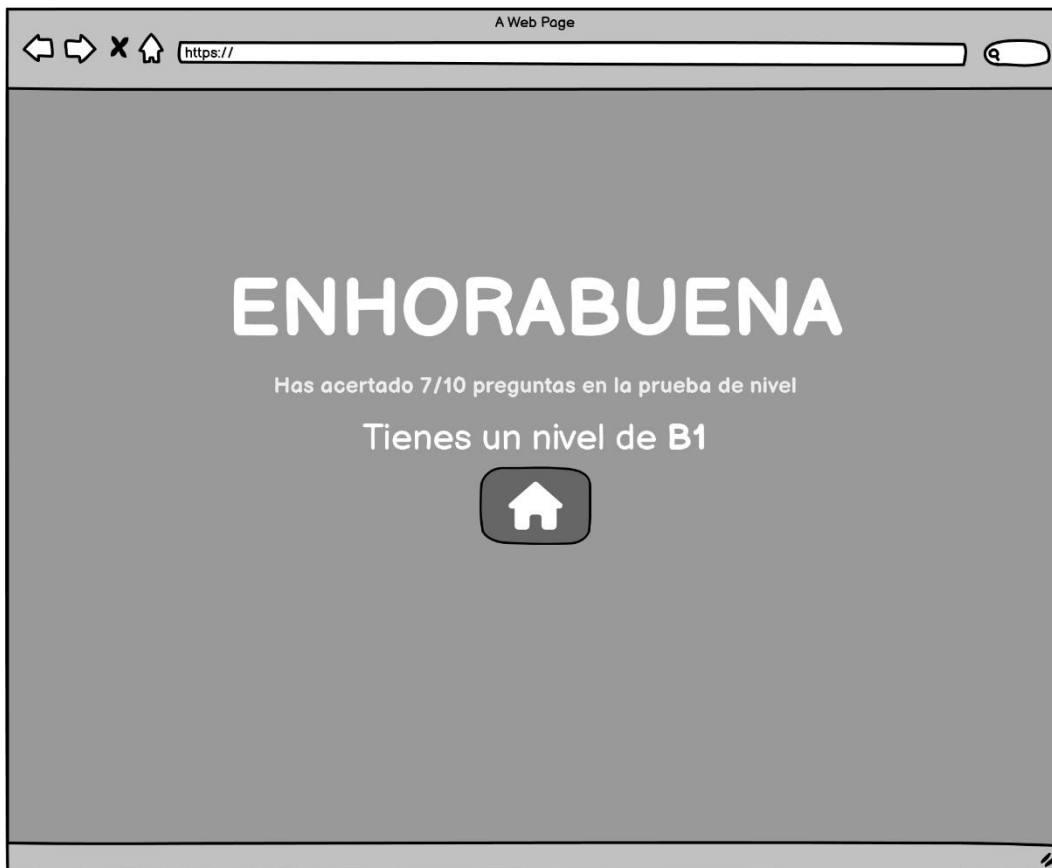 A Web Page
https://
ENHORABUENA
Has acertado 7/10 preguntas en la prueba de nivel
Tienes un nivel de B1